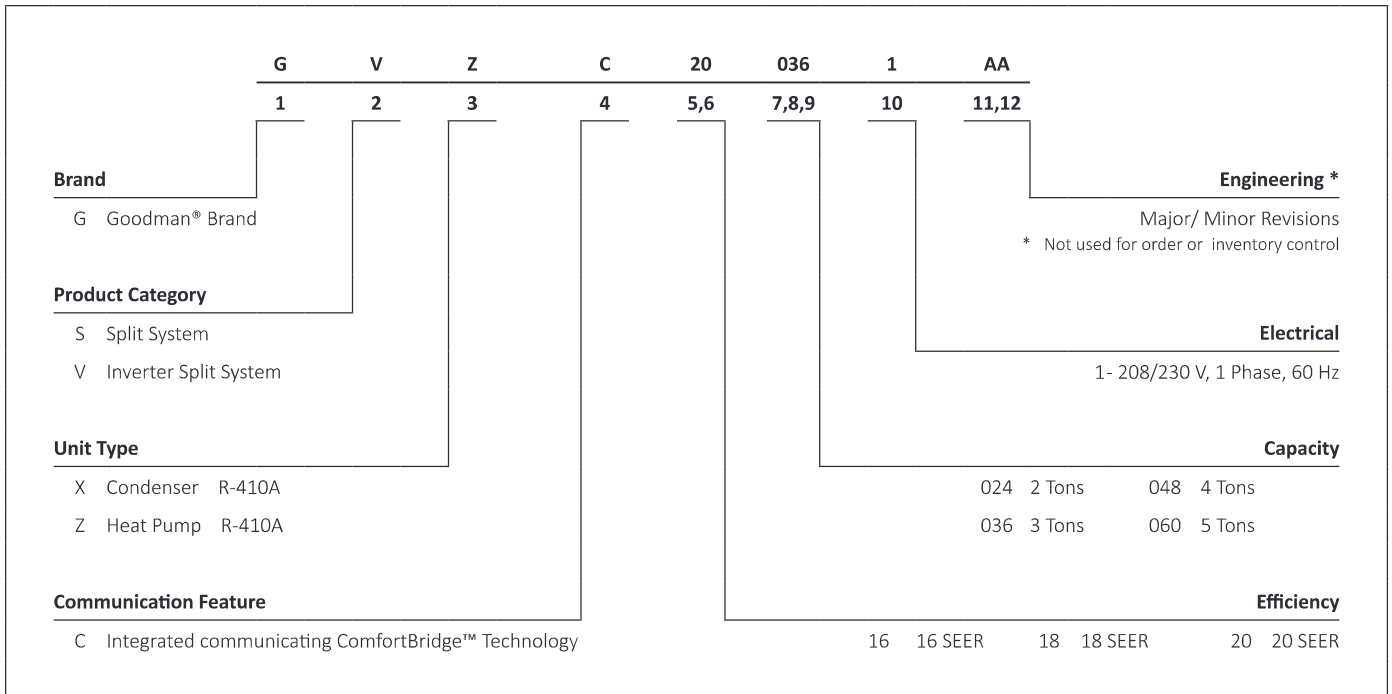 G V Z C 20 036 1 AA
1 2 3 4 5,6 7,8,9 10 11,12
Brand
G Goodman® Brand
Engineering *
Major/ Minor Revisions
* Not used for order or inventory control
Product Category
S Split System
V Inverter Split System
Electrical
1- 208/230 V, 1 Phase, 60 Hz
Unit Type
X Condenser R-410A
Z Heat Pump R-410A
Capacity
024 2 Tons 048 4 Tons
036 3 Tons 060 5 Tons
Communication Feature
C Integrated communicating ComfortBridge™ Technology
Efficiency
16 16 SEER 18 18 SEER 20 20 SEER